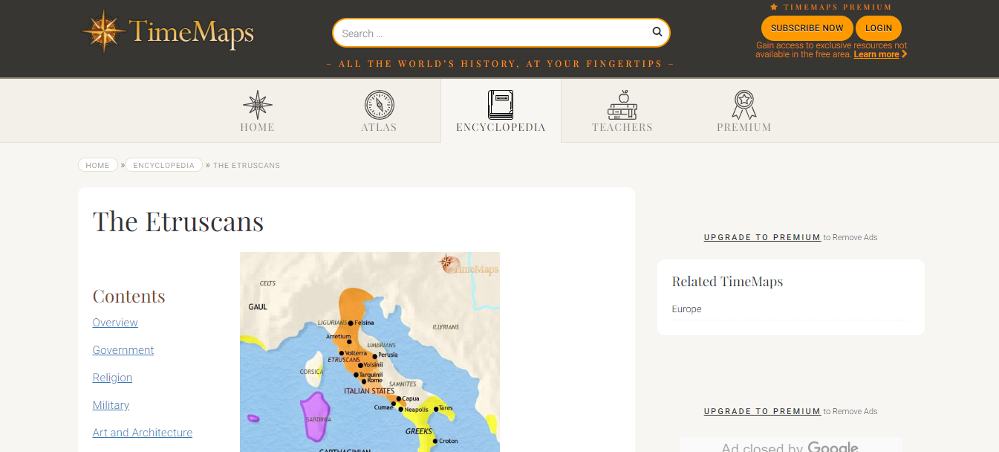 TimeMaps
Search ...
– ALL THE WORLD'S HISTORY, AT YOUR FINGERTIPS –
TIMEMAPS PREMIUM
SUBSCRIBE NOW
LOGIN
Gain access to exclusive resources not
available in the free area. Learn more
HOME
ATLAS
ENCYCLOPEDIA
TEACHERS
PREMIUM
HOME » ENCYCLOPEDIA » THE ETRUSCANS
The Etruscans
Contents
Overview
Government
Religion
Military
Art and Architecture
TimeMaps
CELTS
GAUL
LIGURIANS
Felsina
ILLYRIANS
Arretium
UMBRIANS
Volterra
Perusia
ETRUSCANS
Volsinii
CORSICA
Tarquinii
Rome
SAMNITES
ITALIAN STATES
Capua
Cumae
Neapolis
Tares
SARDINIA
GREEKS
Croton
CARTHAGINIAN
UPGRADE TO PREMIUM to Remove Ads
Related TimeMaps
Europe
UPGRADE TO PREMIUM to Remove Ads
Ad closed by Google